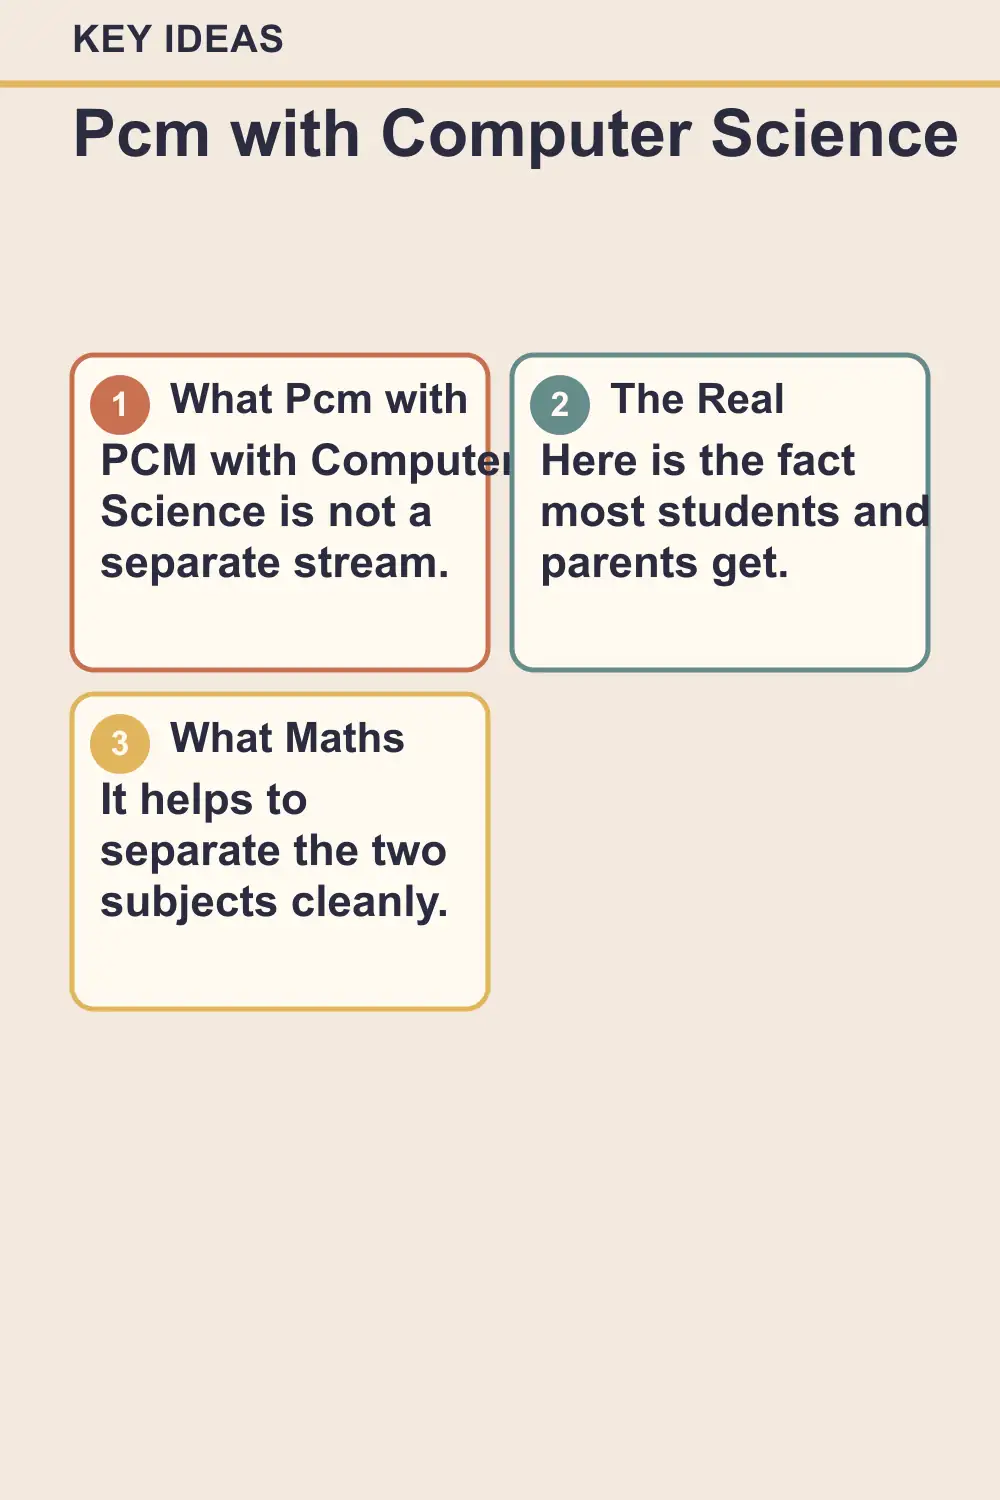 KEY IDEAS
Pcm with Computer Science
1
What Pcm with
PCM with Computer
Science is not a
separate stream.
2
The Real
Here is the fact
most students and
parents get.
3
What Maths
It helps to
separate the two
subjects cleanly.